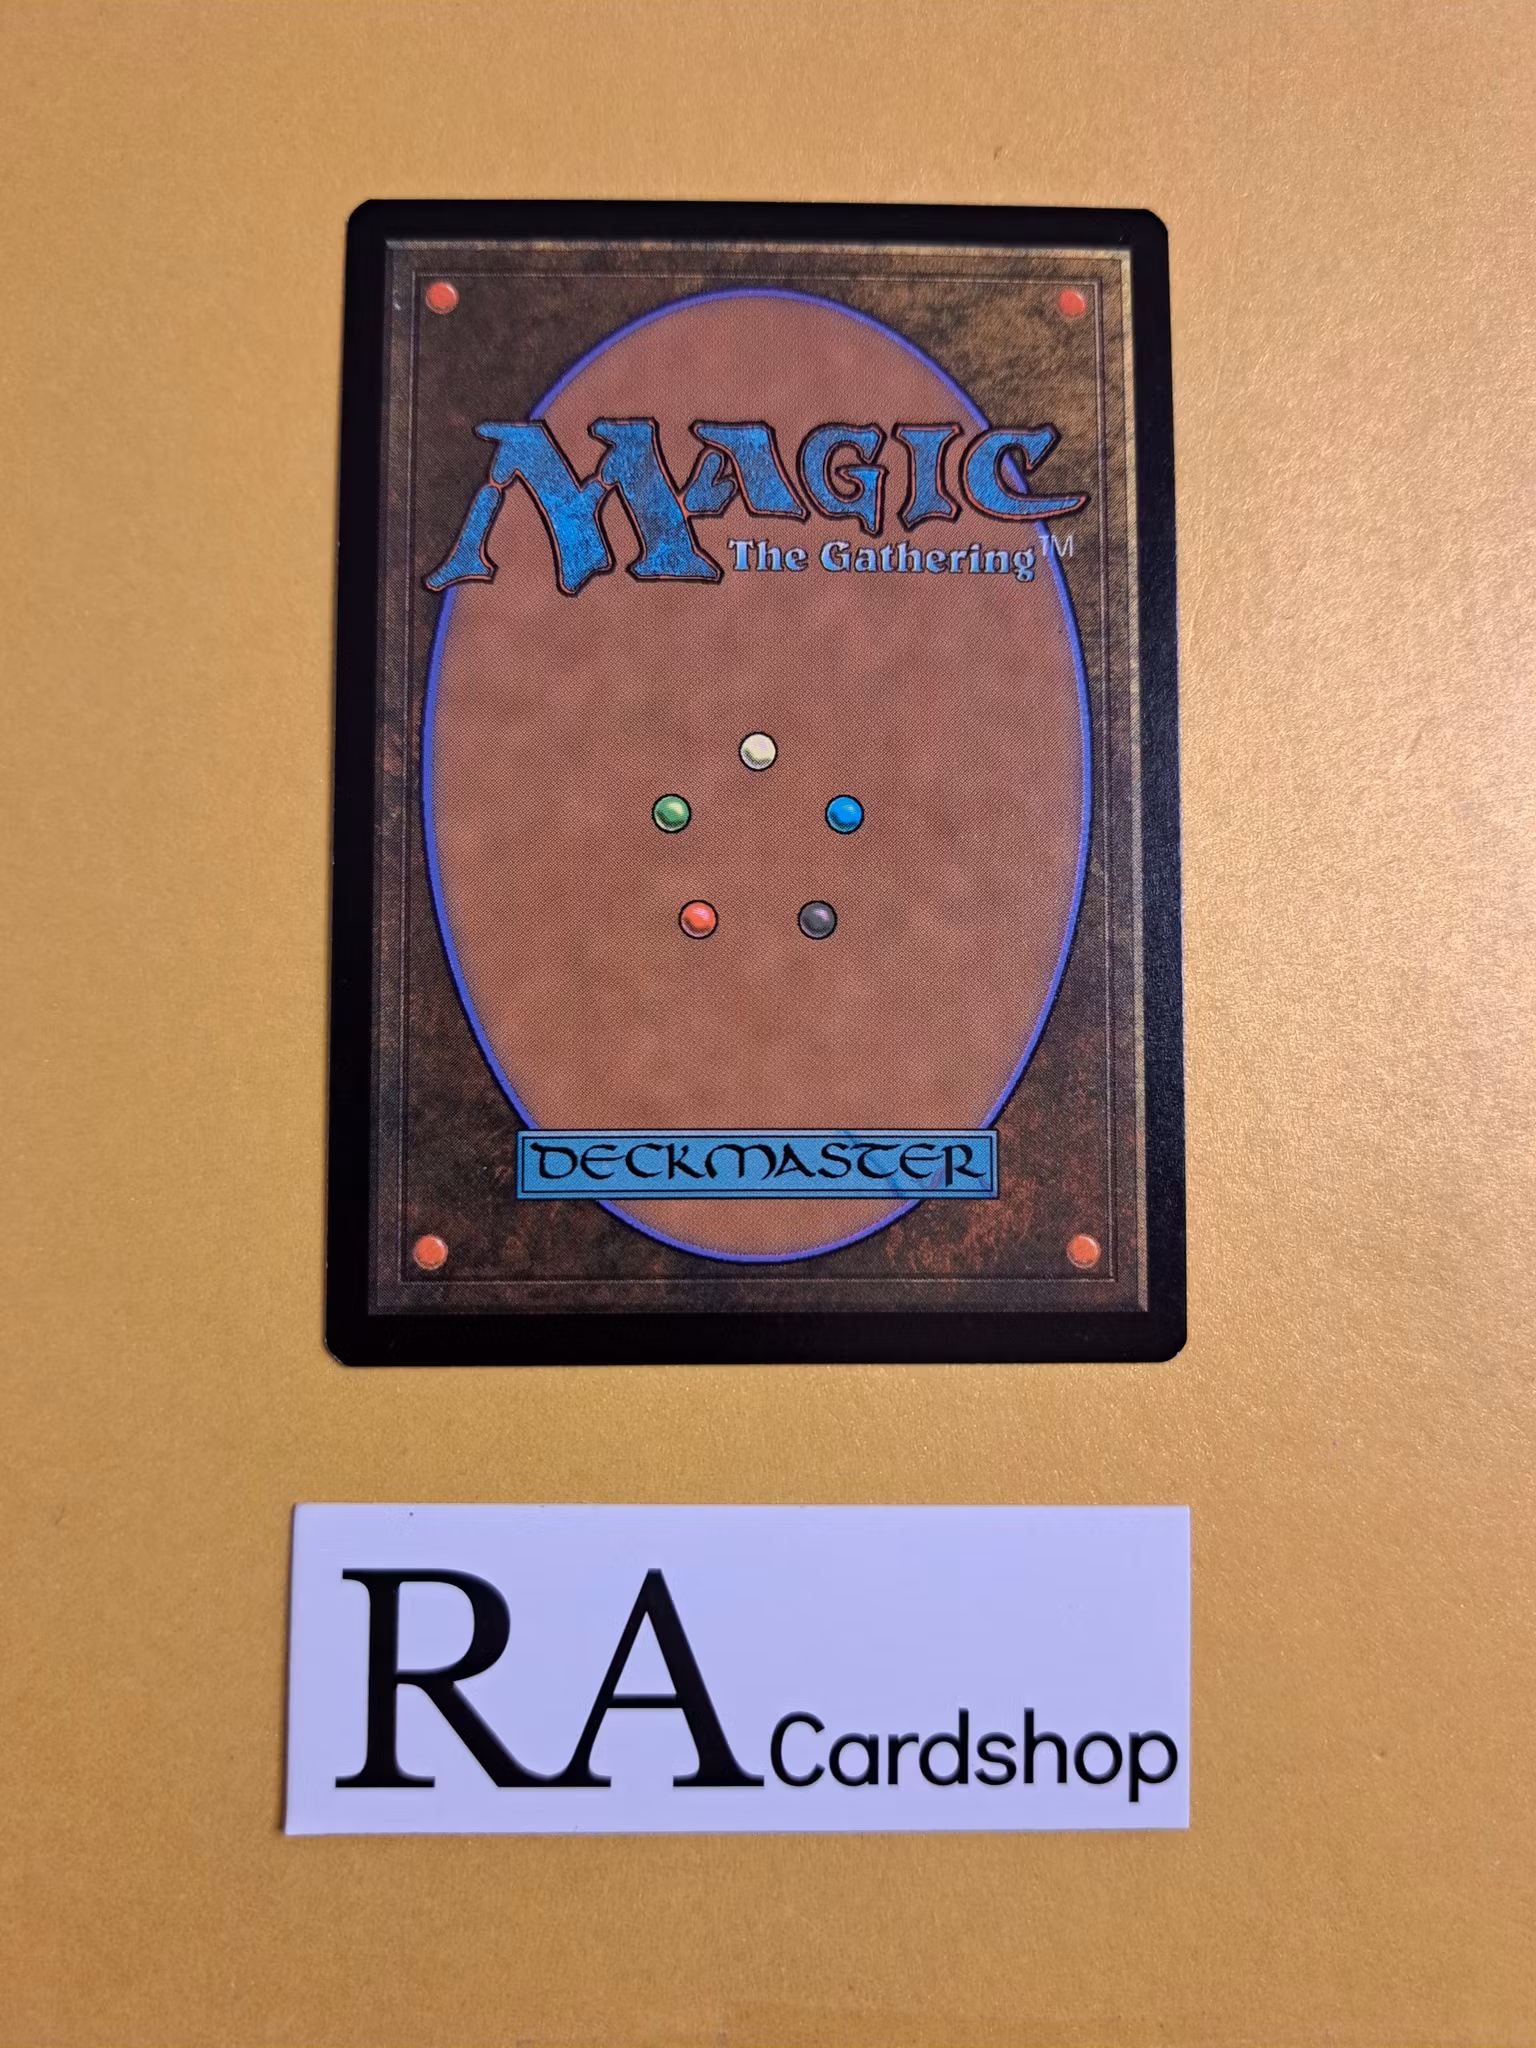 MAGIC
The Gathering™
DECKMASTER
RA Cardshop